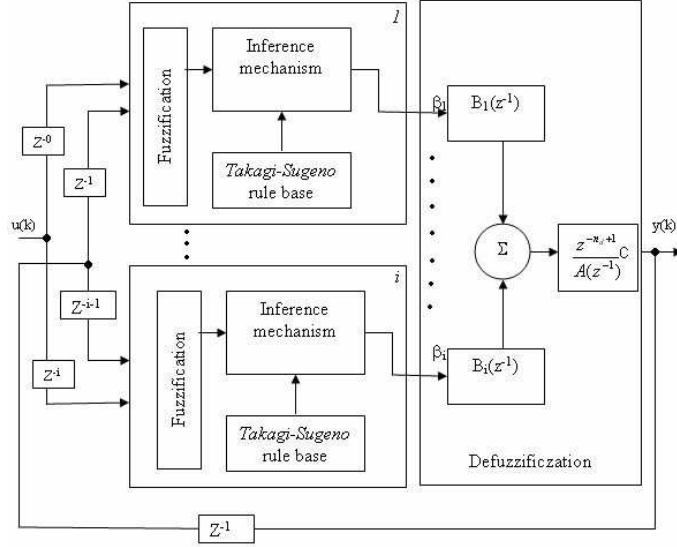 1
Fuzzification
Inference
mechanism
Takagi-Sugeno
rule base
Z-0
Z-1
u(k)
Z-i-1
Z-i
β1
B1(z-1)
Σ
z-nd+1
A(z-1)
C
y(k)
i
Fuzzification
Inference
mechanism
Takagi-Sugeno
rule base
βi
Bi(z-1)
Defuzzificzation
Z-1